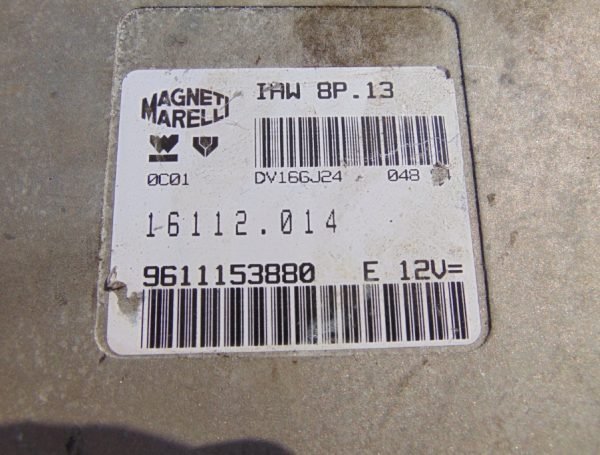 MAGNETI MARELLI
IAW 8P.13
0C01 DV16GJ24 048
16112.014
9611153880 E 12V=